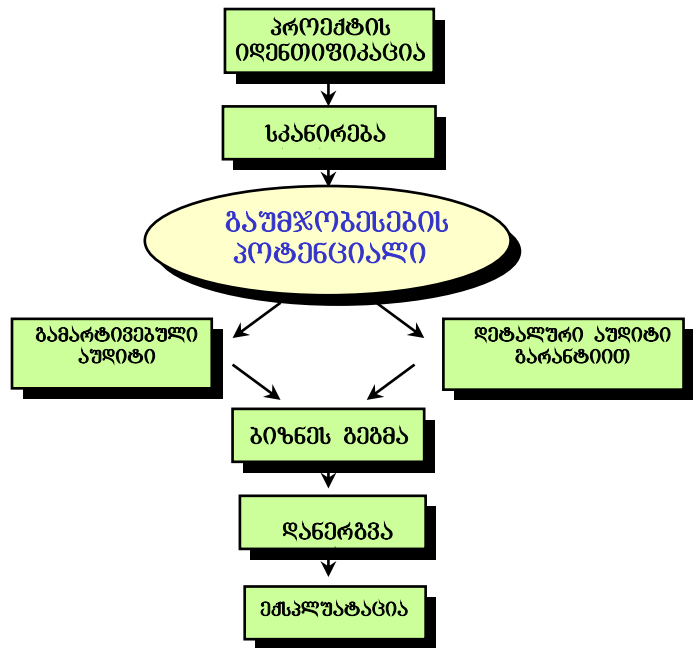 პროექტის
იდენთიფიკაცია
სკანირება
გაუმჯობესების
პოტენციალი
გამარტივებული
აუდიტი
დეტალური აუდიტი
გარანტიით
ბიზნეს გეგმა
დანერგვა
ექსპლუატაცია